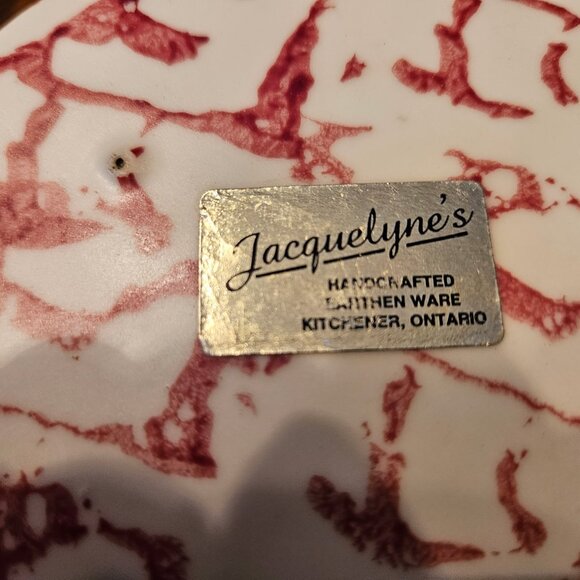 Jacquelyne's
HANDCRAFTED
EARTHEN WARE
KITCHENER, ONTARIO